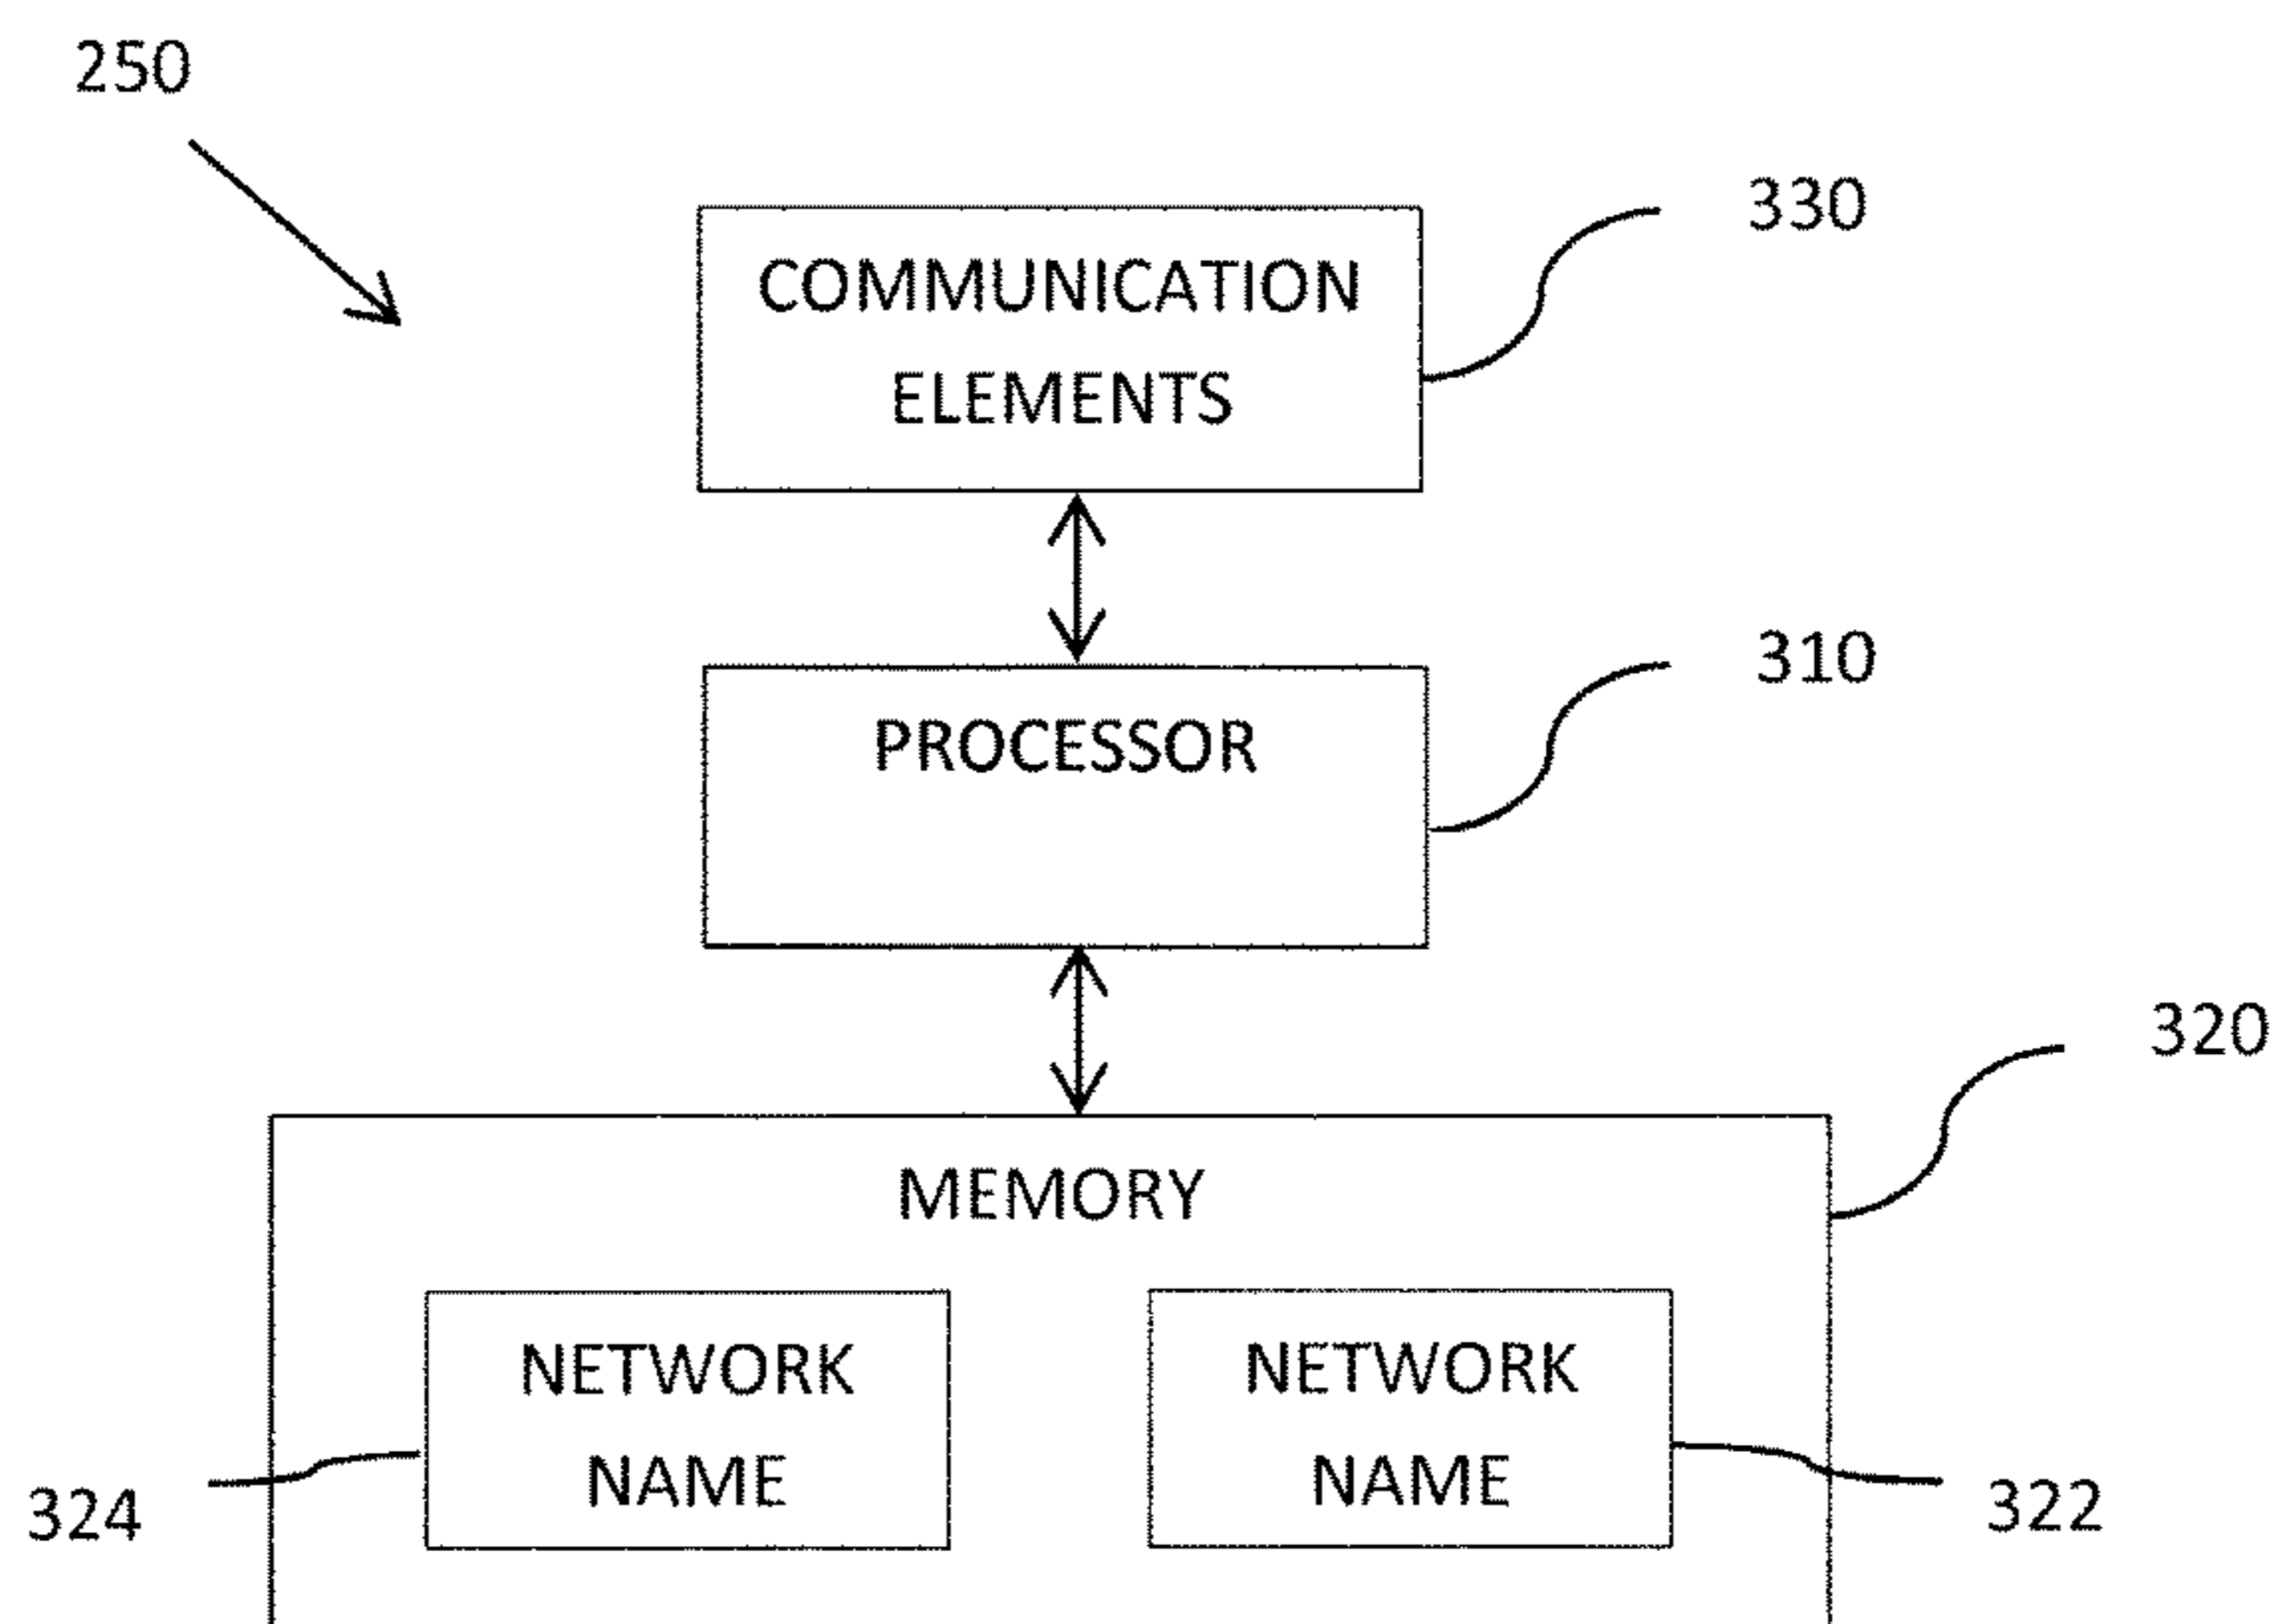 250
330
COMMUNICATION
ELEMENTS
310
PROCESSOR
320
MEMORY
NETWORK
NAME
NETWORK
NAME
324
322